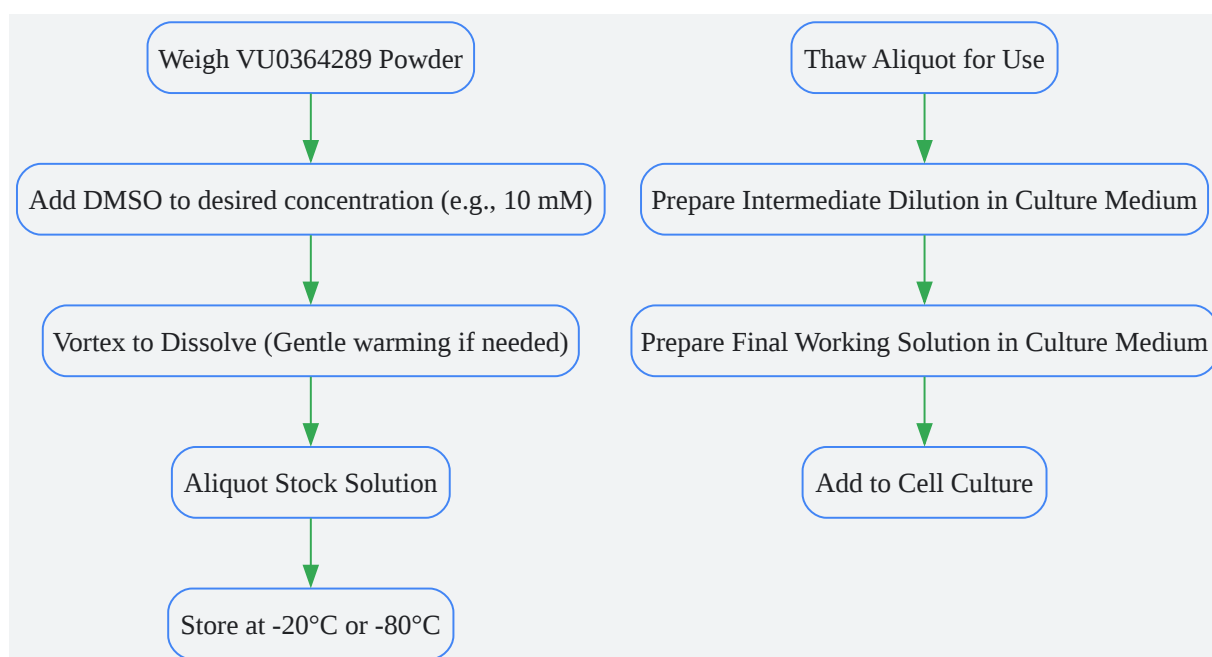 Weigh VU0364289 Powder
Add DMSO to desired concentration (e.g., 10 mM)
Vortex to Dissolve (Gentle warming if needed)
Aliquot Stock Solution
Store at -20°C or -80°C
Thaw Aliquot for Use
Prepare Intermediate Dilution in Culture Medium
Prepare Final Working Solution in Culture Medium
Add to Cell Culture